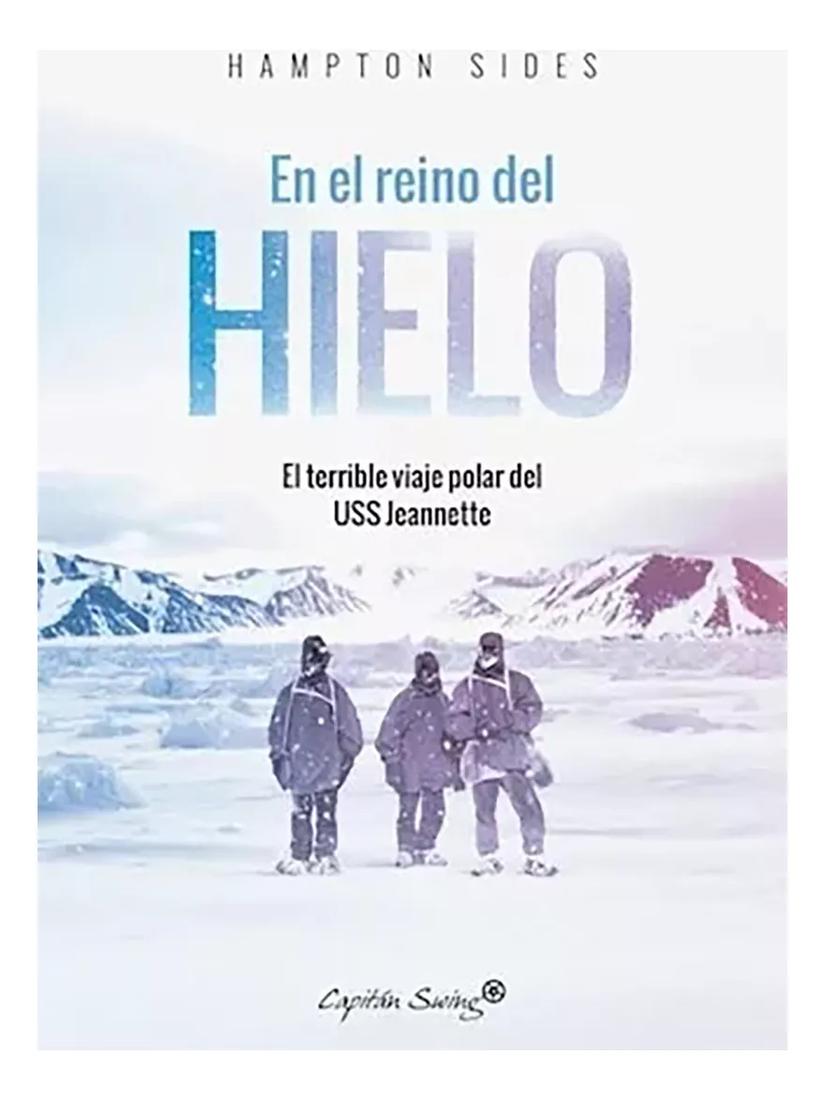 HAMPTON SIDES
En el reino del
HIELO
El terrible viaje polar del
USS Jeannette
Capitán Swing